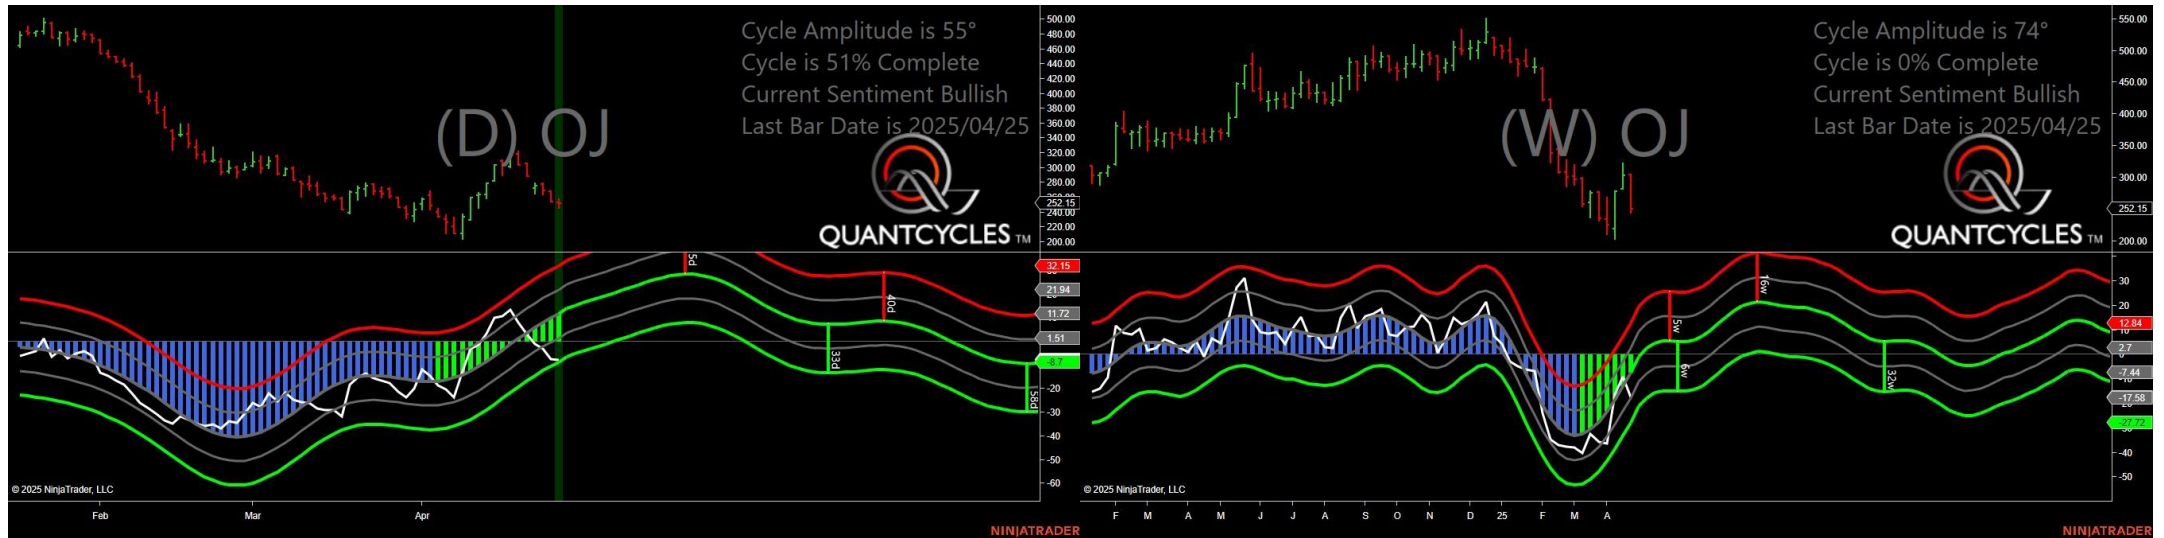 Cycle Amplitude is 55°
Cycle is 51% Complete
Current Sentiment Bullish
Last Bar Date is 2025/04/25
(D) OJ
QUANTCYCLES TM
500.00
480.00
460.00
440.00
420.00
400.00
380.00
360.00
340.00
320.00
300.00
280.00
252.15
240.00
220.00
200.00
5d
40d
33d
58d
32.15
21.94
11.72
1.51
-8.7
-20
-30
-40
-50
-60
© 2025 NinjaTrader, LLC
Feb
Mar
Apr
NINJATRADER
Cycle Amplitude is 74°
Cycle is 0% Complete
Current Sentiment Bullish
Last Bar Date is 2025/04/25
(W) OJ
QUANTCYCLES TM
550.00
500.00
450.00
400.00
350.00
300.00
252.15
200.00
5w
6w
16w
32w
30
20
12.84
2.7
-7.44
-17.58
-27.72
-40
-50
© 2025 NinjaTrader, LLC
F
M
A
M
J
J
A
S
O
N
D
25
F
M
A
NINJATRADER